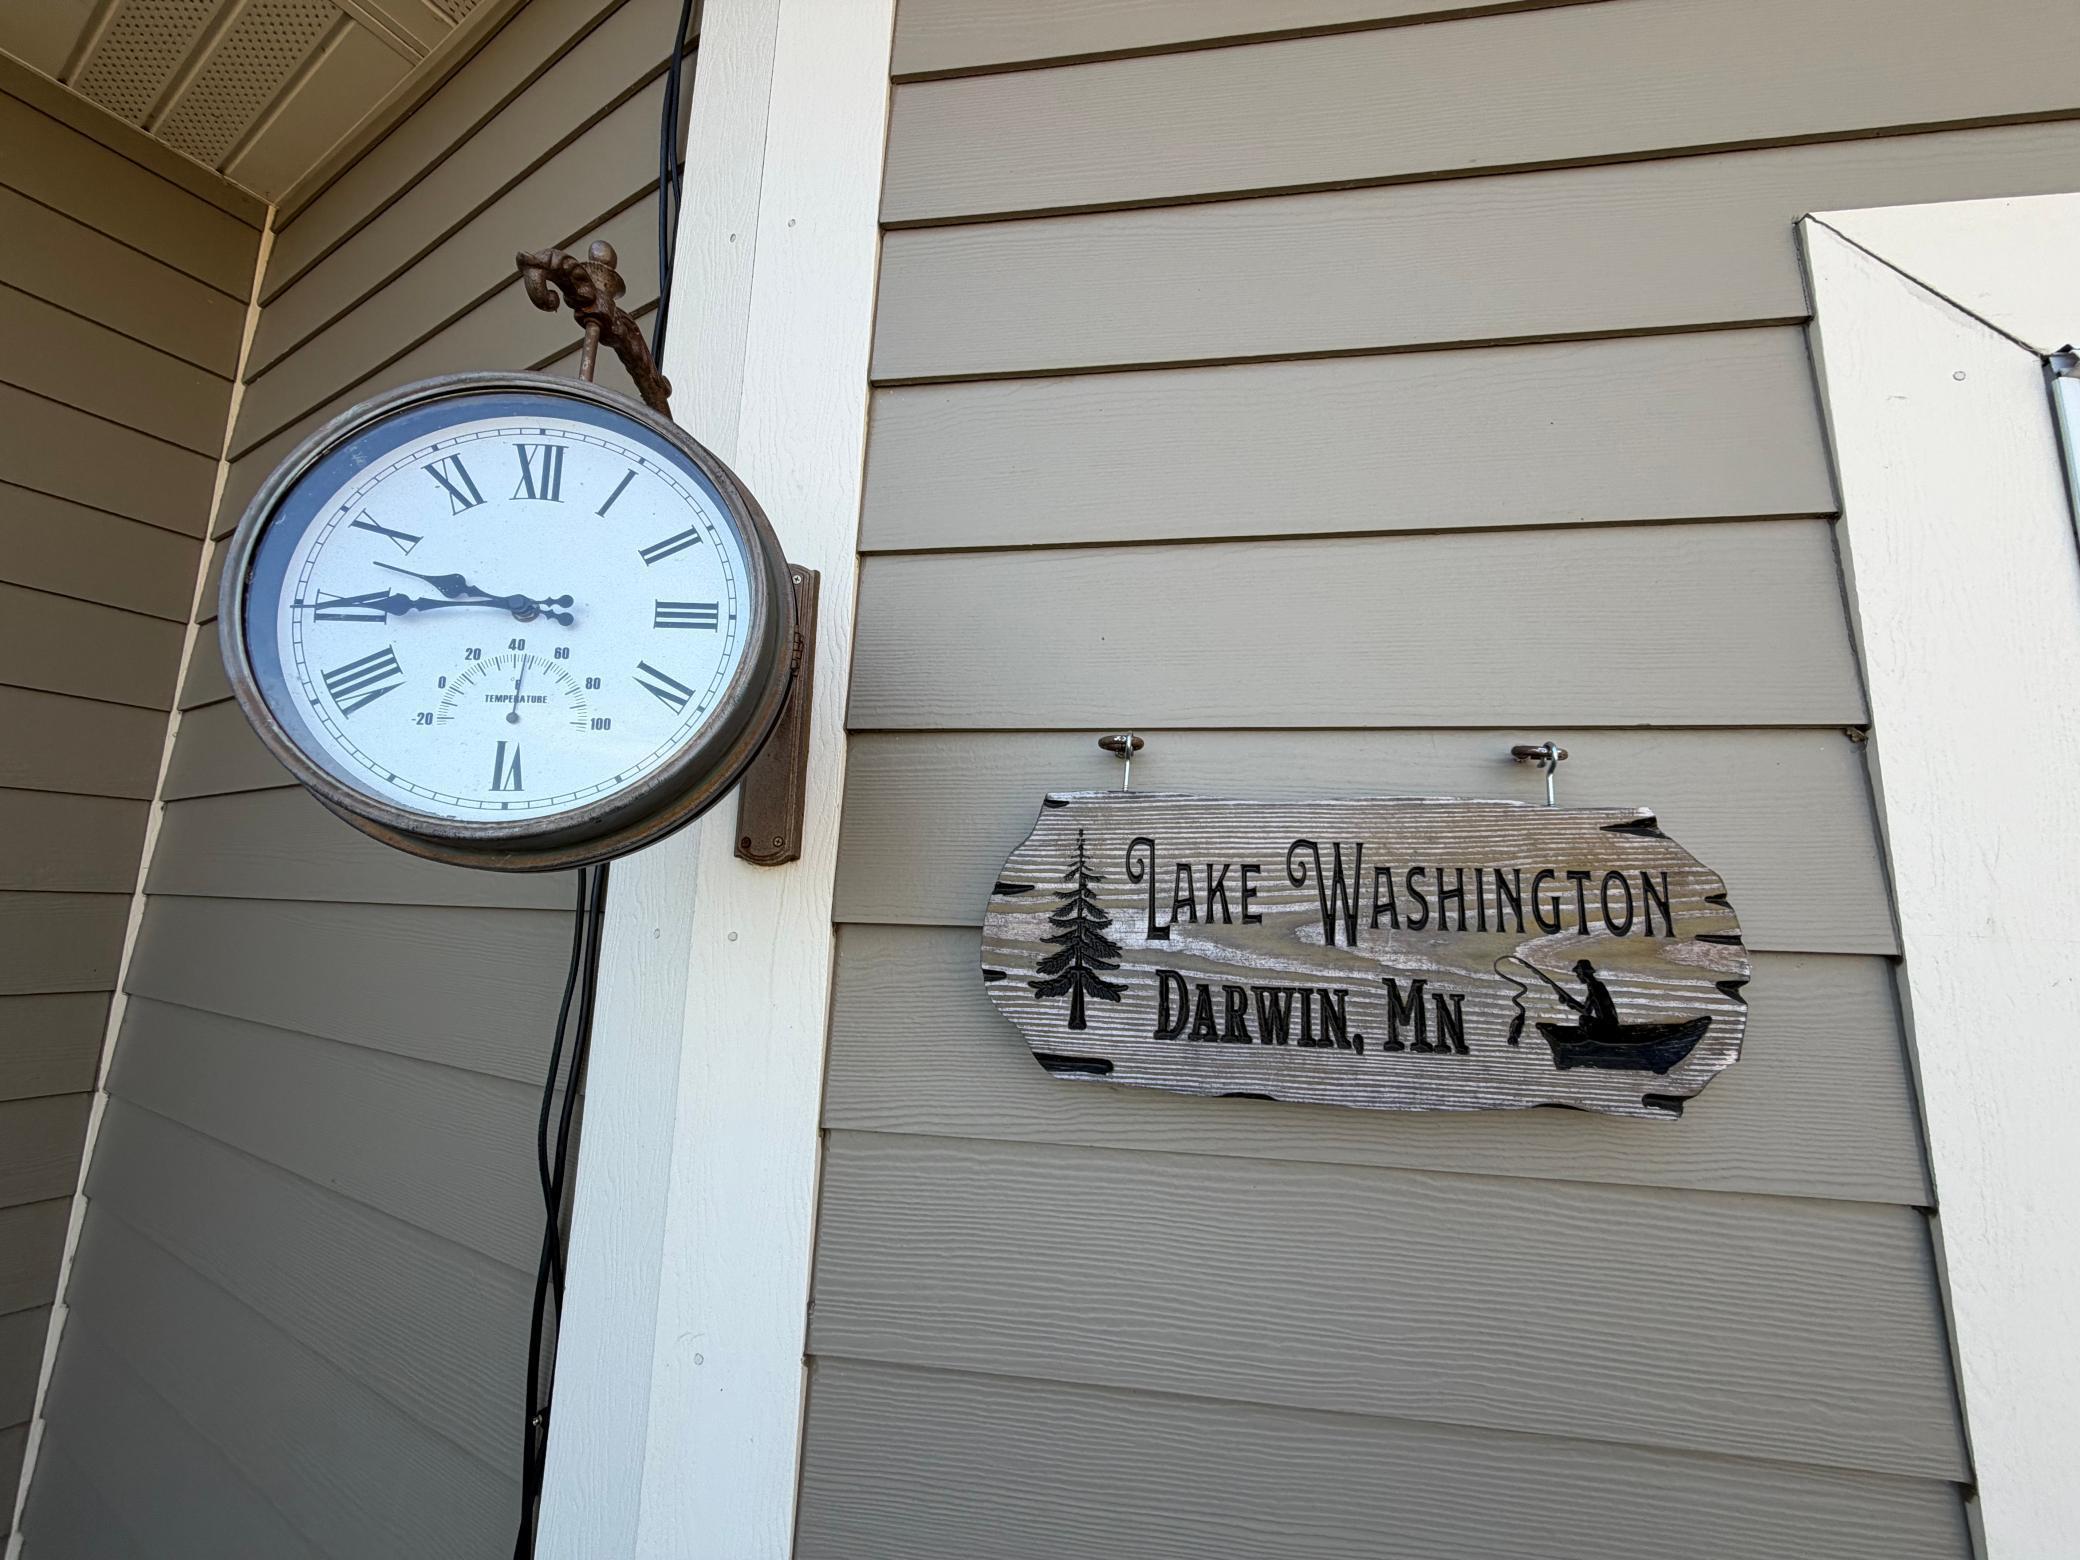 XII
I
II
III
IIII
VI
VIII
IX
X
XI
-20 0 20 40 60 80 100
°F
TEMPERATURE
LAKE WASHINGTON
DARWIN, MN